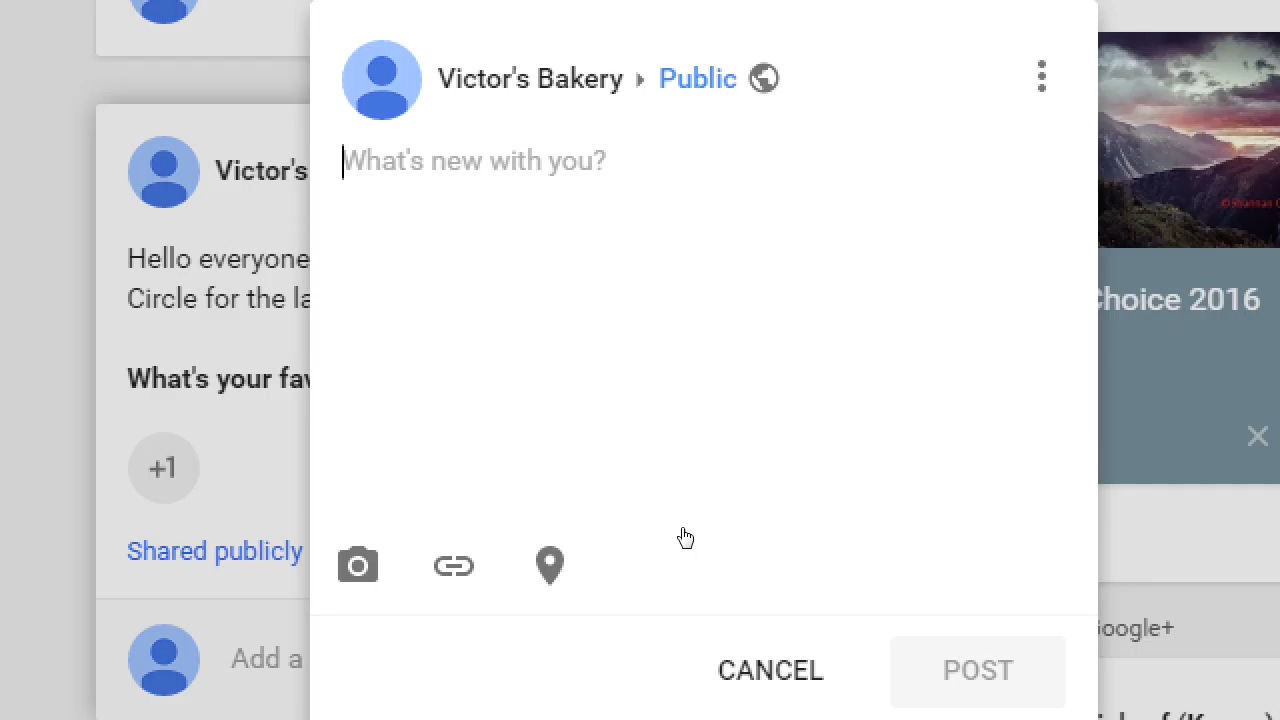 Victor's Bakery Public
What's new with you?
CANCEL
POST
Victor's
Hello everyone
Circle for the la
What's your fav
+1
Shared publicly
Add a
Choice 2016
Google+